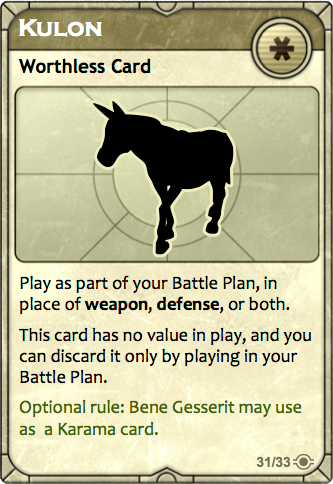 Kulon
Worthless Card
Play as part of your Battle Plan, in
place of weapon, defense, or both.
This card has no value in play, and you
can discard it only by playing in your
Battle Plan.
Optional rule: Bene Gesserit may use
as a Karama card.
31/33